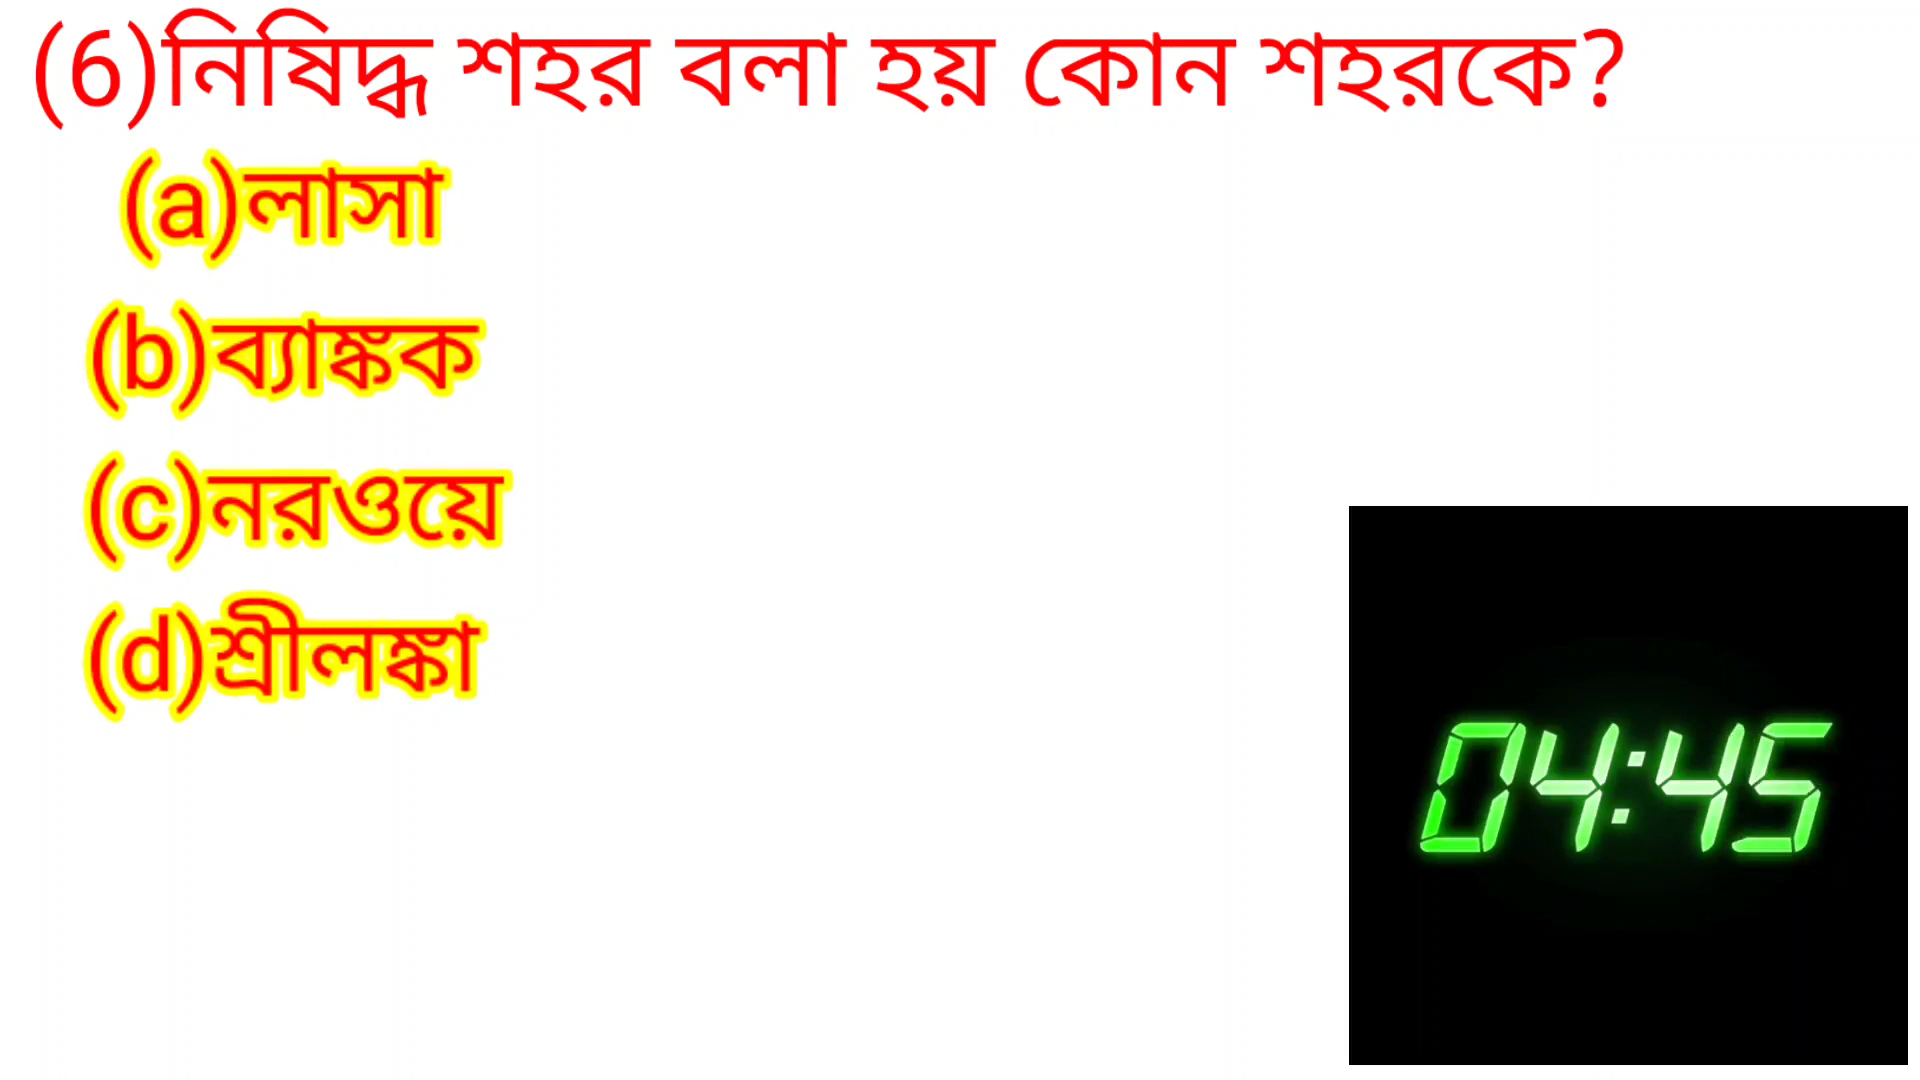 (6)নিষিদ্ধ শহর বলা হয় কোন শহরকে?
(a)লাসা
(b)ব্যাঙ্কক
(c)নরওয়ে
(d)শ্রীলঙ্কা
04:45